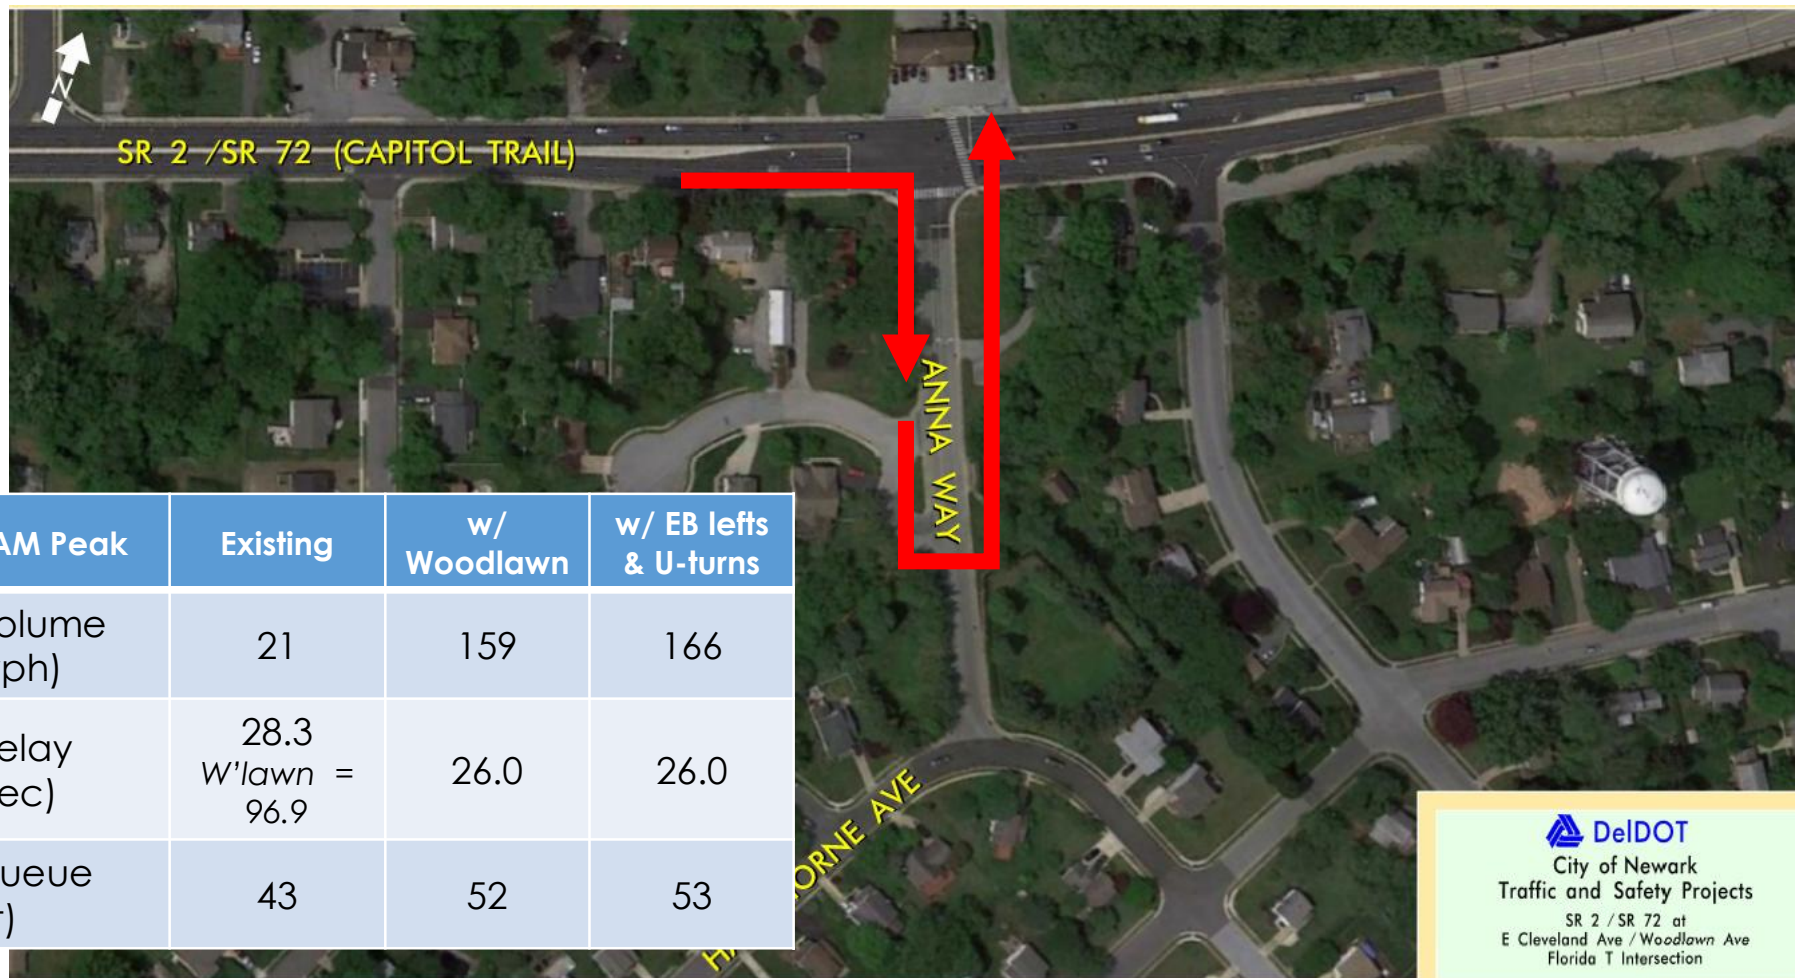 N
SR 2 /SR 72 (CAPITOL TRAIL)
ANNA WAY
AM Peak
Existing
w/
Woodlawn
w/ EB lefts
& U-turns
olume
ph)
21
159
166
elay
ec)
28.3
W'lawn =
96.9
26.0
26.0
ueue
t)
43
52
53
HA
ORNE AVE
DelDOT
City of Newark
Traffic and Safety Projects
SR 2 / SR 72 at
E Cleveland Ave / Woodlawn Ave
Florida T Intersection